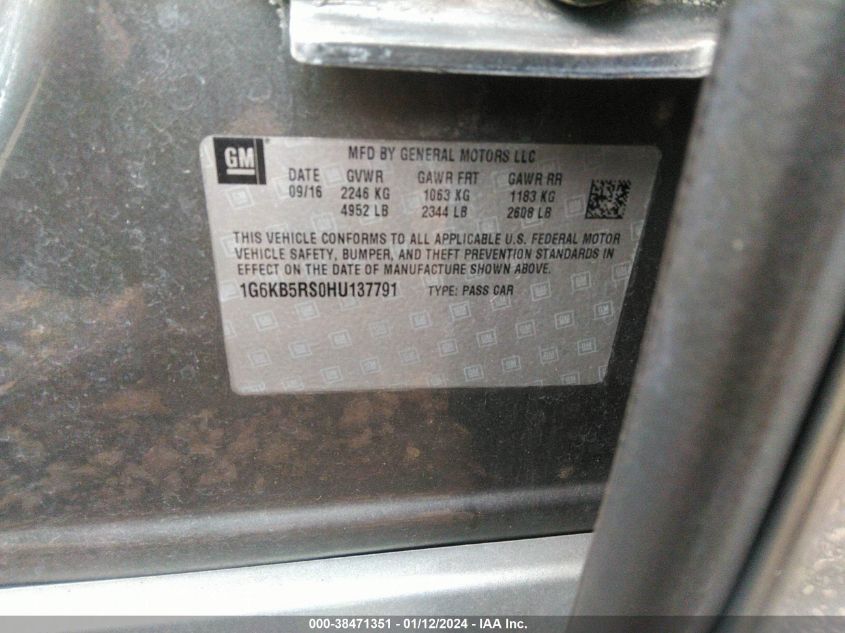 GM
MFD BY GENERAL MOTORS LLC
DATE GVWR GAWR FRT GAWR RR
09/16 2246 KG 1063 KG 1183 KG
4952 LB 2344 LB 2608 LB
THIS VEHICLE CONFORMS TO ALL APPLICABLE U.S. FEDERAL MOTOR
VEHICLE SAFETY, BUMPER, AND THEFT PREVENTION STANDARDS IN
EFFECT ON THE DATE OF MANUFACTURE SHOWN ABOVE.
1G6KB5RS0HU137791 TYPE: PASS CAR
000-38471351 - 01/12/2024 - IAA Inc.